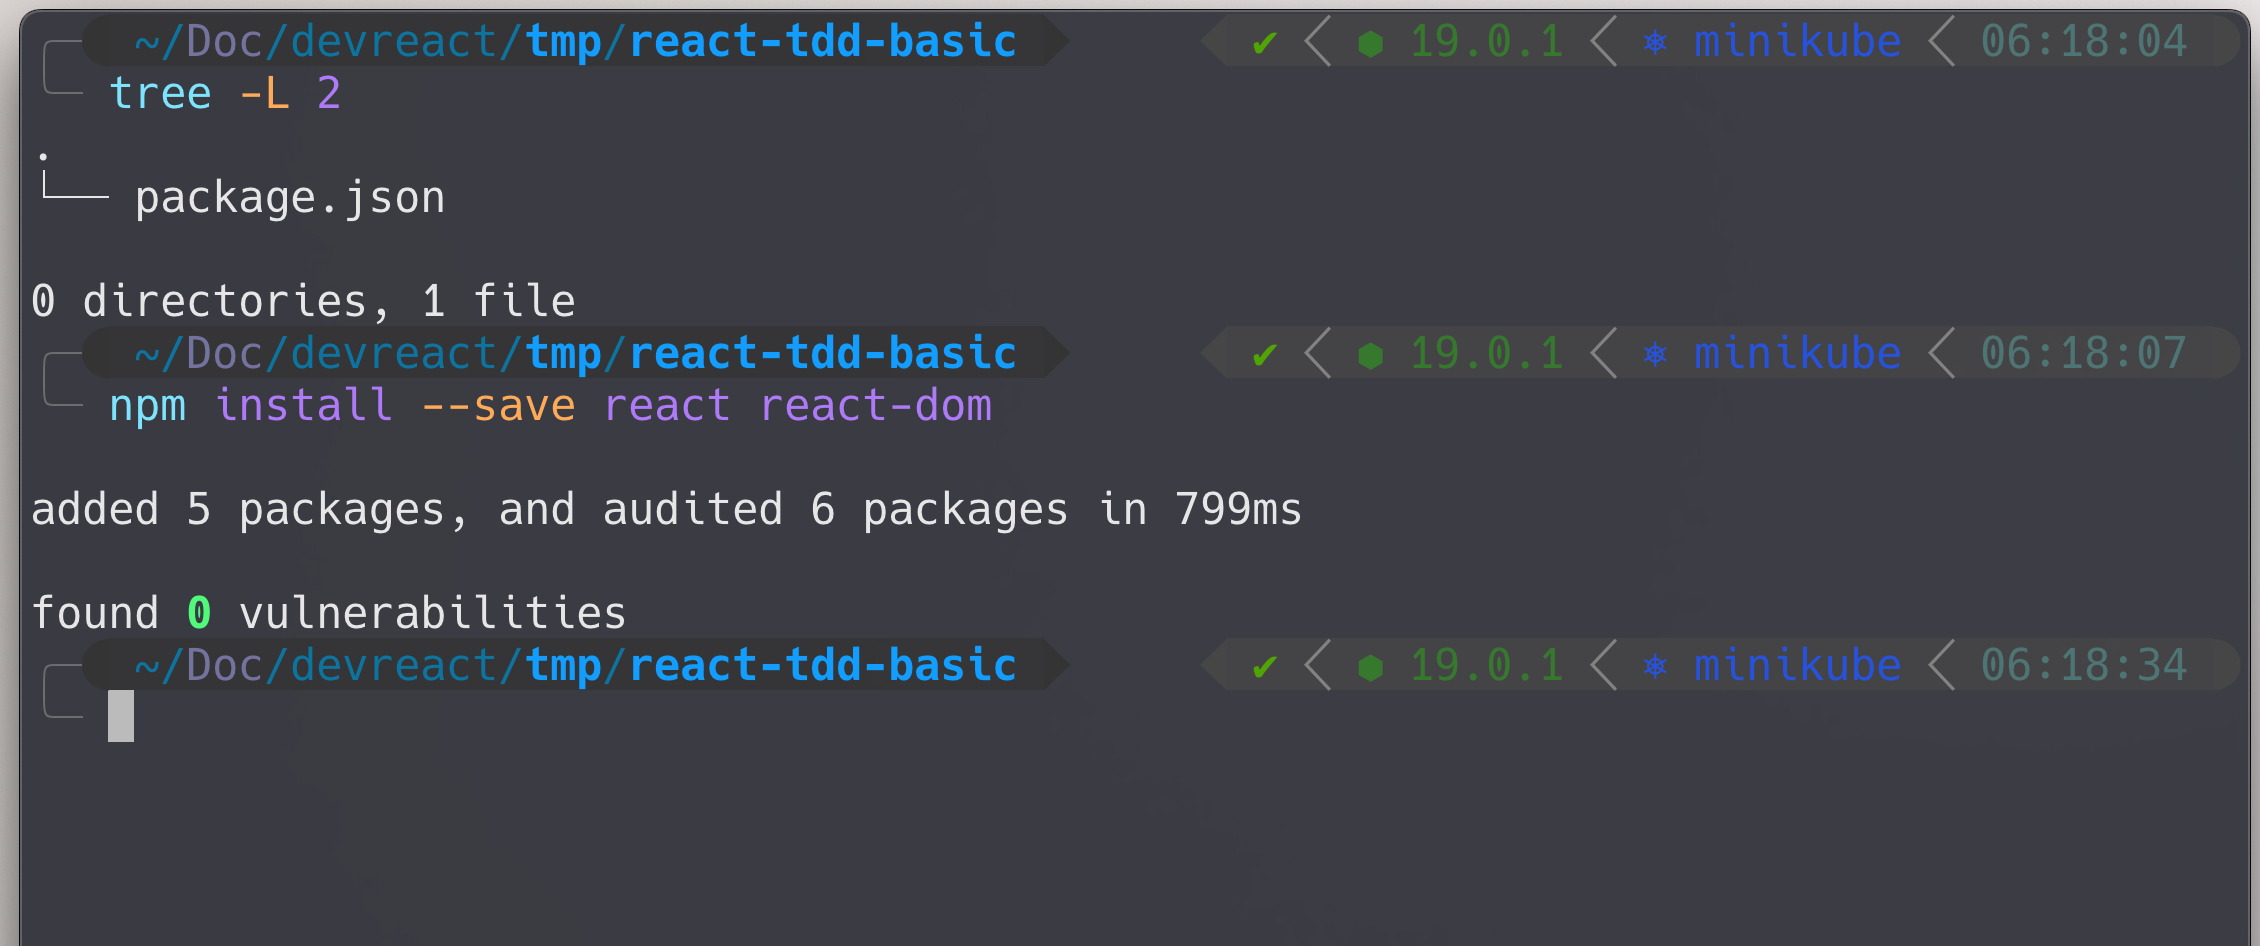 ~/Doc/devreact/tmp/react-tdd-basic ✔ ⬢ 19.0.1 ⎈ minikube 06:18:04
tree -L 2
.
└── package.json
0 directories, 1 file
~/Doc/devreact/tmp/react-tdd-basic ✔ ⬢ 19.0.1 ⎈ minikube 06:18:07
npm install --save react react-dom
added 5 packages, and audited 6 packages in 799ms
found 0 vulnerabilities
~/Doc/devreact/tmp/react-tdd-basic ✔ ⬢ 19.0.1 ⎈ minikube 06:18:34